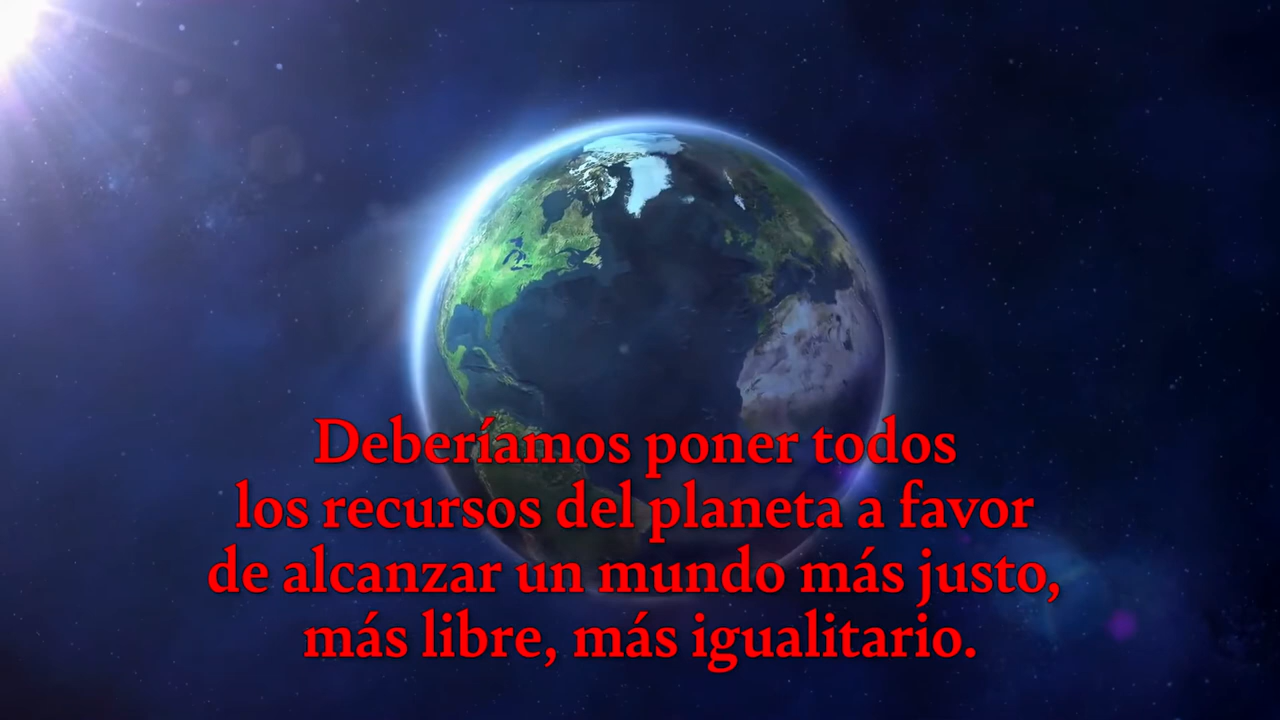 Deberíamos poner todos
los recursos del planeta a favor
de alcanzar un mundo más justo,
más libre, más igualitario.